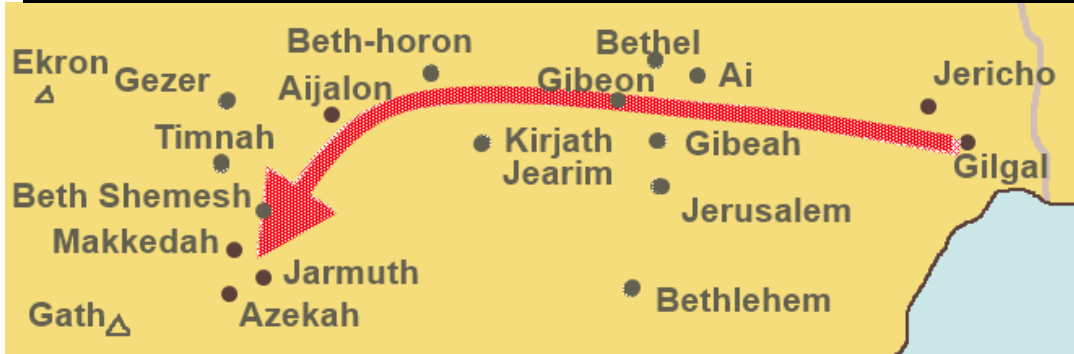 Beth-horon
Bethel
Ekron
Gezer
Aijalon
Gibeon
Ai
Jericho
Timnah
Kirjath
Jearim
Gibeah
Gilgal
Beth Shemesh
Jerusalem
Makkedah
Jarmuth
Bethlehem
Gath
Azekah